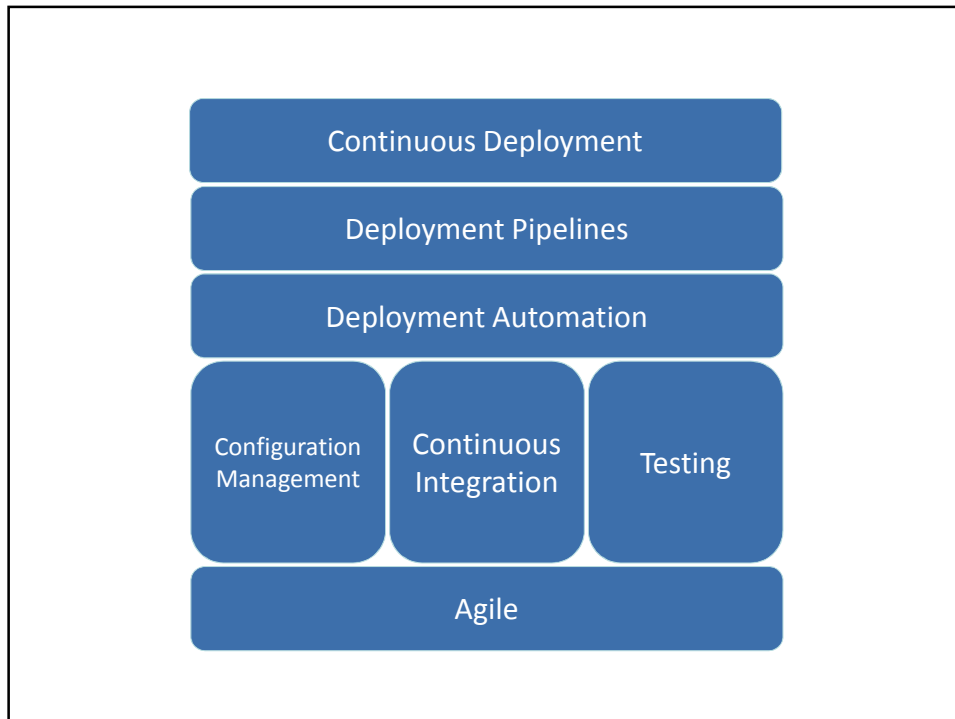 Continuous Deployment
Deployment Pipelines
Deployment Automation
Configuration
Management
Continuous
Integration
Testing
Agile